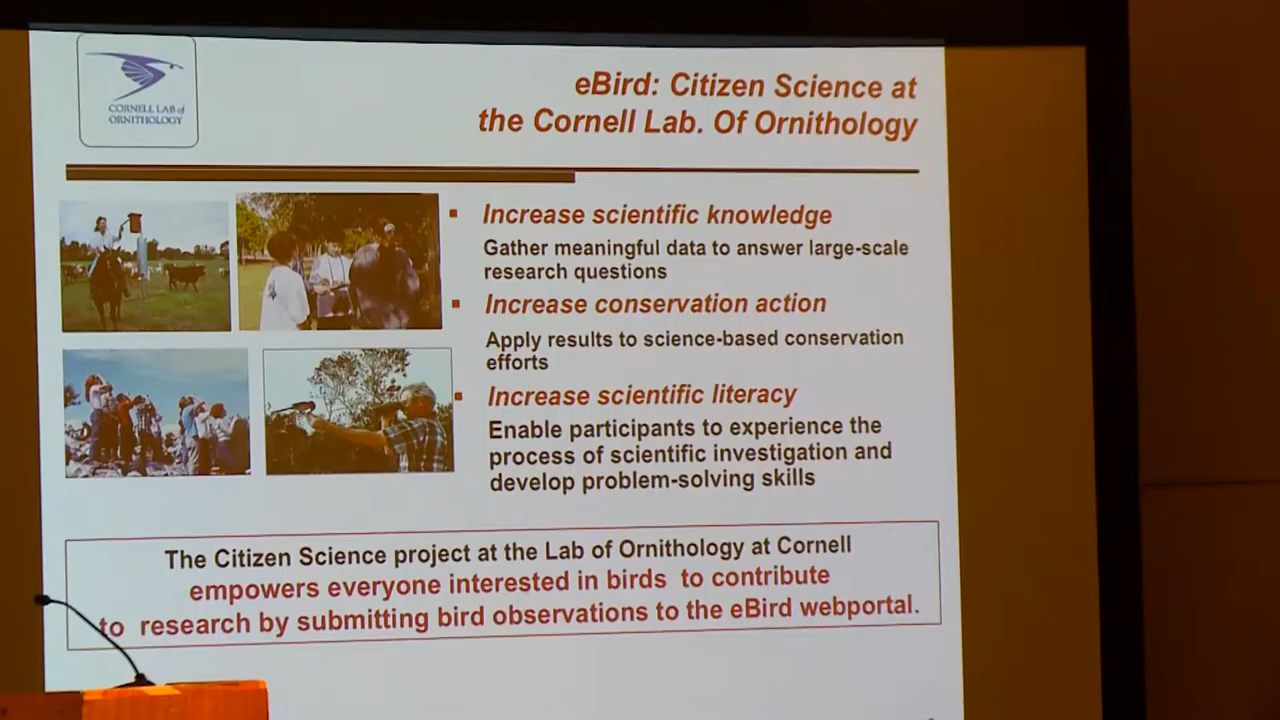 CORNELL LAB of
ORNITHOLOGY
eBird: Citizen Science at
the Cornell Lab. Of Ornithology
Increase scientific knowledge
Gather meaningful data to answer large-scale
research questions
Increase conservation action
Apply results to science-based conservation
efforts
Increase scientific literacy
Enable participants to experience the
process of scientific investigation and
develop problem-solving skills
The Citizen Science project at the Lab of Ornithology at Cornell
empowers everyone interested in birds to contribute
to research by submitting bird observations to the eBird webportal.